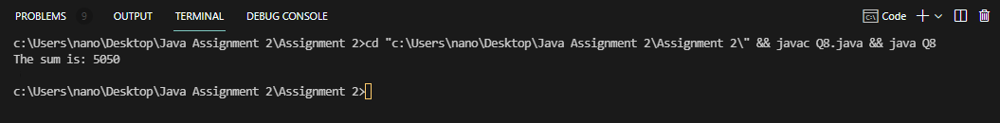 PROBLEMS 9 OUTPUT TERMINAL DEBUG CONSOLE Code
c:\Users\nano\Desktop\Java Assignment 2\Assignment 2>cd "c:\Users\nano\Desktop\Java Assignment 2\Assignment 2\" && javac Q8.java && java Q8
The sum is: 5050
c:\Users\nano\Desktop\Java Assignment 2\Assignment 2>